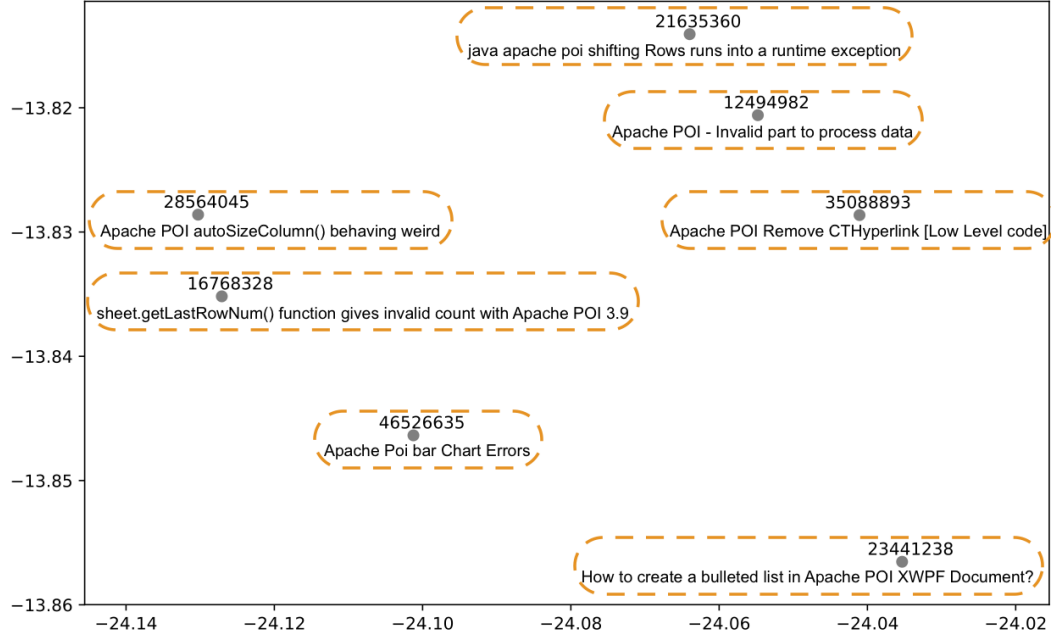 21635360
java apache poi shifting Rows runs into a runtime exception
12494982
Apache POI - Invalid part to process data
28564045
Apache POI autoSizeColumn() behaving weird
35088893
Apache POI Remove CTHyperlink [Low Level code]
16768328
sheet.getLastRowNum() function gives invalid count with Apache POI 3.9
46526635
Apache Poi bar Chart Errors
23441238
How to create a bulleted list in Apache POI XWPF Document?
−13.82
−13.83
−13.84
−13.85
−13.86
−24.14
−24.12
−24.10
−24.08
−24.06
−24.04
−24.02